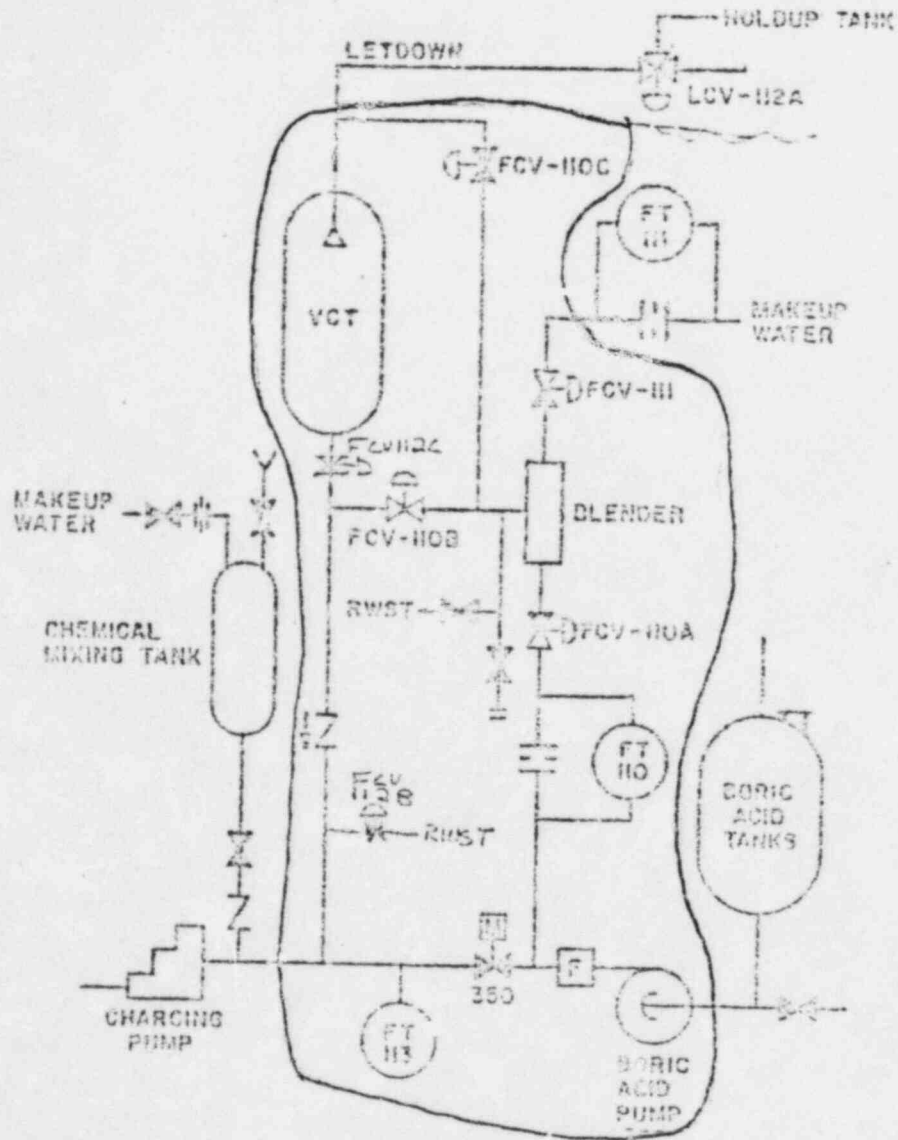 HOLDUP TANK
LETDOWN
LCV-112A
FCV-110C
FT
111
VCT
MAKEUP
WATER
FCV-111
FCV112C
MAKEUP
WATER
FCV-110B
BLENDER
RWST
FCV-110A
CHEMICAL
MIXING TANK
FT
110
BORIC
ACID
TANKS
RWST
M
F
350
CHARGING
PUMP
FT
113
BORIC
ACID
PUMP